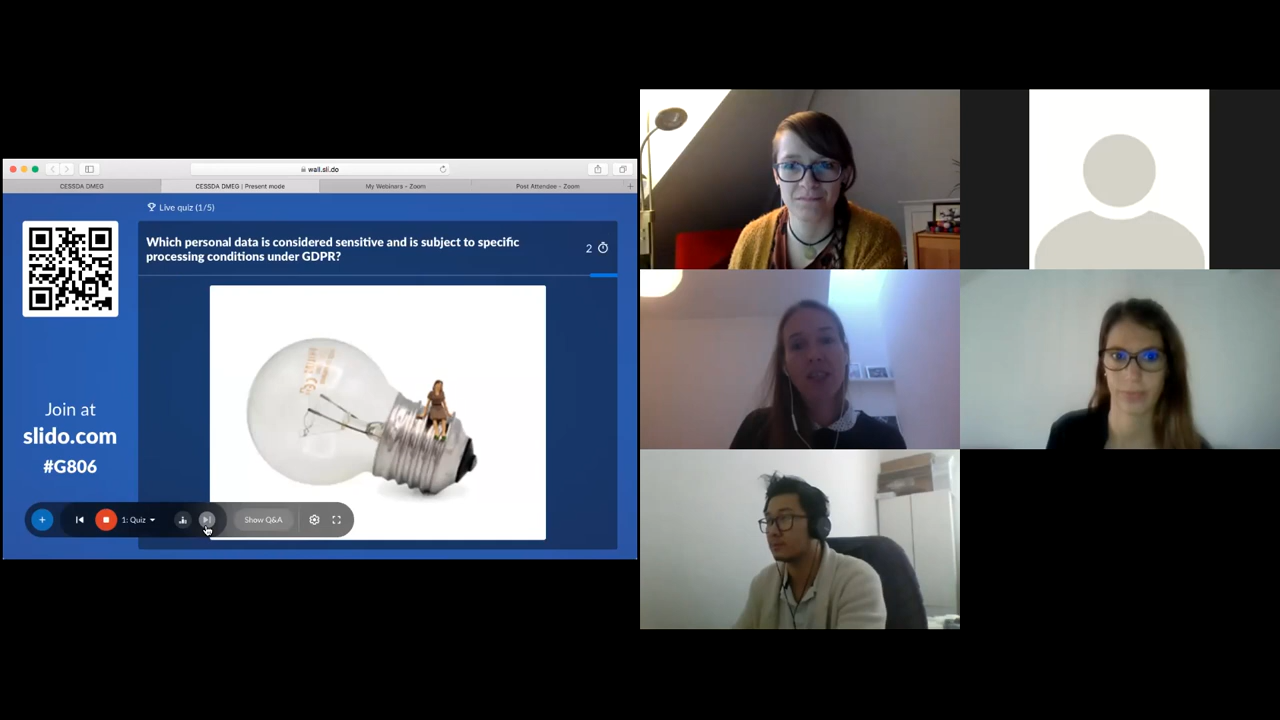 wall.sli.do
CESSDA DMEG
CESSDA DMEG | Present mode
My Webinars - Zoom
Post Attendee - Zoom
Live quiz (1/5)
Which personal data is considered sensitive and is subject to specific
processing conditions under GDPR?
2
Join at
slido.com
#G806
1: Quiz
Show Q&A